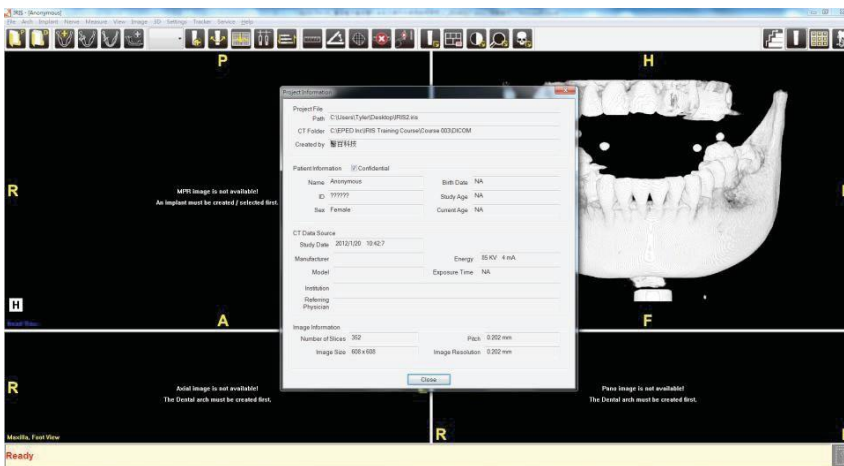 IRIS - [Anonymous]
File Arch Implant Nerve Measure View Image 3D Settings Tracker Service Help
P
H
Project Information
Project File
Path C:\Users\Tyler\Desktop\IRIS2.iris
CT Folder C:\EPED Inc\IRIS Training Course\Course 003\DICOM
Created by 醫百科技
Patient Information Confidential
Name Anonymous Birth Date NA
ID ?????? Study Age NA
Sex Female Current Age NA
CT Data Source
Study Date 2012/1/20 10:42:7
Manufacturer Energy 85 KV 4 mA
Model Exposure Time NA
Institution
Referring
Physician
Image Information
Number of Slices 362 Pitch 0.202 mm
Image Size 608 x 608 Image Resolution 0.202 mm
Close
R
MPR image is not available!
An implant must be created / selected first.
R
H
A
F
R
Axial image is not available!
The Dental arch must be created first.
Pano image is not available!
The Dental arch must be created first.
Maxilla, Foot View
R
Ready